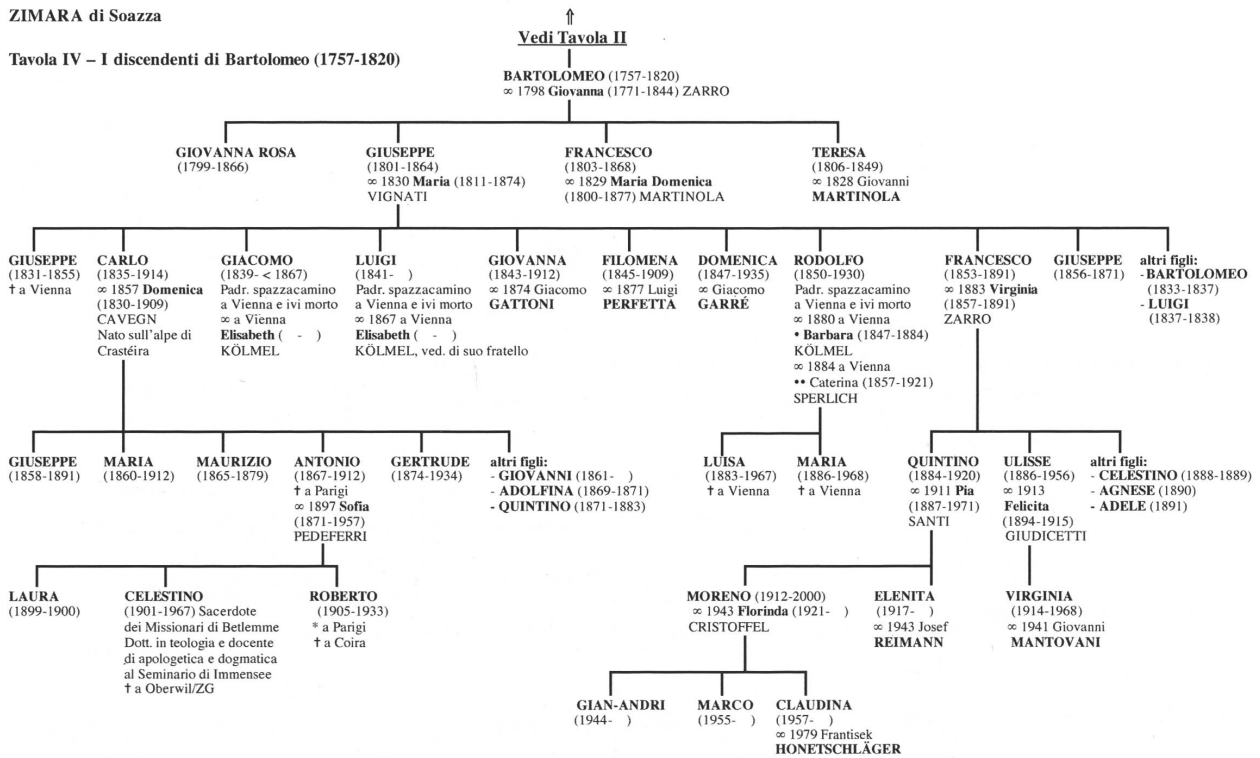 ZIMARA di Soazza
⇑
Vedi Tavola II
Tavola IV – I discendenti di Bartolomeo (1757-1820)
BARTOLOMEO (1757-1820)
∞ 1798 Giovanna (1771-1844) ZARRO
GIOVANNA ROSA
(1799-1866)
GIUSEPPE
(1801-1864)
∞ 1830 Maria (1811-1874)
VIGNATI
FRANCESCO
(1803-1868)
∞ 1829 Maria Domenica
(1800-1877) MARTINOLA
TERESA
(1806-1849)
∞ 1828 Giovanni
MARTINOLA
GIUSEPPE
(1831-1855)
† a Vienna
CARLO
(1835-1914)
∞ 1857 Domenica
(1830-1909)
CAVEGN
Nato sull'alpe di
Crastéira
GIACOMO
(1839- < 1867)
Padr. spazzacamino
a Vienna e ivi morto
∞ a Vienna
Elisabeth ( - )
KÖLMEL
LUIGI
(1841- )
Padr. spazzacamino
a Vienna e ivi morto
∞ 1867 a Vienna
Elisabeth ( - )
KÖLMEL, ved. di suo fratello
GIOVANNA
(1843-1912)
∞ 1874 Giacomo
GATTONI
FILOMENA
(1845-1909)
∞ 1877 Luigi
PERFETTA
DOMENICA
(1847-1935)
∞ Giacomo
GARRÉ
RODOLFO
(1850-1930)
Padr. spazzacamino
a Vienna e ivi morto
∞ 1880 a Vienna
• Barbara (1847-1884)
KÖLMEL
∞ 1884 a Vienna
•• Caterina (1857-1921)
SPERLICH
FRANCESCO
(1853-1891)
∞ 1883 Virginia
(1857-1891)
ZARRO
GIUSEPPE
(1856-1871)
altri figli:
- BARTOLOMEO
(1833-1837)
- LUIGI
(1837-1838)
GIUSEPPE
(1858-1891)
MARIA
(1860-1912)
MAURIZIO
(1865-1879)
ANTONIO
(1867-1912)
† a Parigi
∞ 1897 Sofia
(1871-1957)
PEDEFERRI
GERTRUDE
(1874-1934)
altri figli:
- GIOVANNI (1861- )
- ADOLFINA (1869-1871)
- QUINTINO (1871-1883)
LUISA
(1883-1967)
† a Vienna
MARIA
(1886-1968)
† a Vienna
QUINTINO
(1884-1920)
∞ 1911 Pia
(1887-1971)
SANTI
ULISSE
(1886-1956)
∞ 1913
Felicita
(1894-1915)
GIUDICETTI
altri figli:
- CELESTINO (1888-1889)
- AGNESE (1890)
- ADELE (1891)
LAURA
(1899-1900)
CELESTINO
(1901-1967) Sacerdote
dei Missionari di Betlemme
Dott. in teologia e docente
di apologetica e dogmatica
al Seminario di Immensee
† a Oberwil/ZG
ROBERTO
(1905-1933)
* a Parigi
† a Coira
MORENO (1912-2000)
∞ 1943 Florinda (1921- )
CRISTOFFEL
ELENITA
(1917- )
∞ 1943 Josef
REIMANN
VIRGINIA
(1914-1968)
∞ 1941 Giovanni
MANTOVANI
GIAN-ANDRI
(1944- )
MARCO
(1955- )
CLAUDINA
(1957- )
∞ 1979 Frantisek
HONETSCHLÄGER